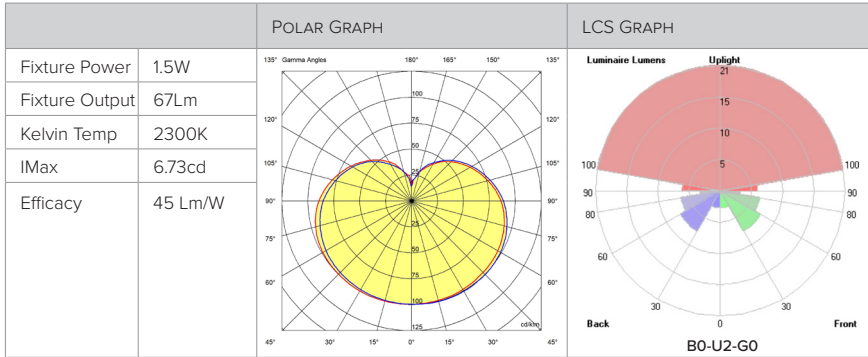 POLAR GRAPH
LCS GRAPH
Fixture Power 1.5W
Fixture Output 67Lm
Kelvin Temp 2300K
IMax 6.73cd
Efficacy 45 Lm/W
135° Gamma Angles 180° 165° 150° 135°
120° 120°
105° 105°
90° 90°
75° 75°
60° 60°
45° 30° 15° 0° 15° 30° 45°
100
75
50
25
25
50
75
100
125
cd/klm
Luminaire Lumens Uplight
21
15
10
5
100 100
90 90
80 80
60 60
30 30
Back 0 Front
B0-U2-G0